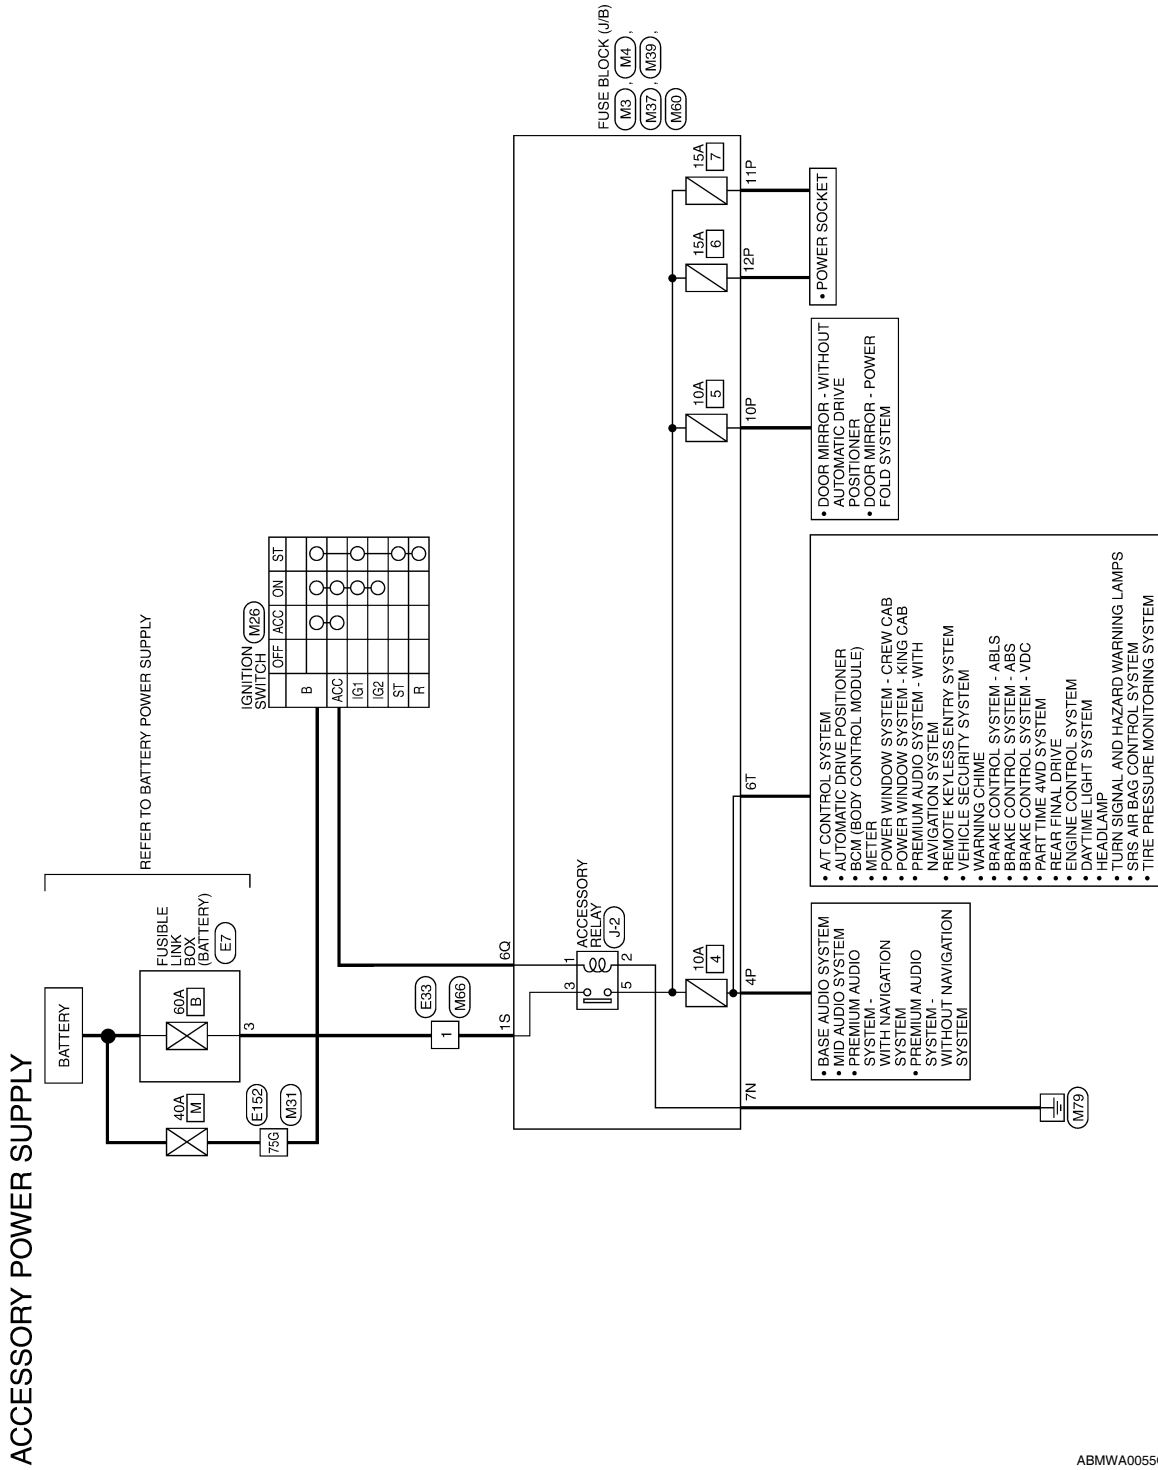 ACCESSORY POWER SUPPLY
BATTERY
REFER TO BATTERY POWER SUPPLY
FUSIBLE
LINK
BOX
(BATTERY)
E7
60A
B
3
40A
M
E152
M31
75G
IGNITION
SWITCH
M26
OFF ACC ON ST
B
ACC
IG1
IG2
ST
R
E33
M66
1
1S
6Q
FUSE BLOCK (J/B)
M3 , M4 ,
M37 , M39 ,
M60
ACCESSORY
RELAY
J-2
1
2
3
5
10A
4
10A
5
15A
6
15A
7
7N
4P
6T
10P
12P
11P
M79
• BASE AUDIO SYSTEM
• MID AUDIO SYSTEM
• PREMIUM AUDIO
SYSTEM -
WITH NAVIGATION
SYSTEM
• PREMIUM AUDIO
SYSTEM -
WITHOUT NAVIGATION
SYSTEM
• A/T CONTROL SYSTEM
• AUTOMATIC DRIVE POSITIONER
• BCM (BODY CONTROL MODULE)
• METER
• POWER WINDOW SYSTEM - CREW CAB
• POWER WINDOW SYSTEM - KING CAB
• PREMIUM AUDIO SYSTEM - WITH
NAVIGATION SYSTEM
• REMOTE KEYLESS ENTRY SYSTEM
• VEHICLE SECURITY SYSTEM
• WARNING CHIME
• BRAKE CONTROL SYSTEM - ABLS
• BRAKE CONTROL SYSTEM - ABS
• BRAKE CONTROL SYSTEM - VDC
• PART TIME 4WD SYSTEM
• REAR FINAL DRIVE
• ENGINE CONTROL SYSTEM
• DAYTIME LIGHT SYSTEM
• HEADLAMP
• TURN SIGNAL AND HAZARD WARNING LAMPS
• SRS AIR BAG CONTROL SYSTEM
• TIRE PRESSURE MONITORING SYSTEM
• DOOR MIRROR - WITHOUT
AUTOMATIC DRIVE
POSITIONER
• DOOR MIRROR - POWER
FOLD SYSTEM
• POWER SOCKET